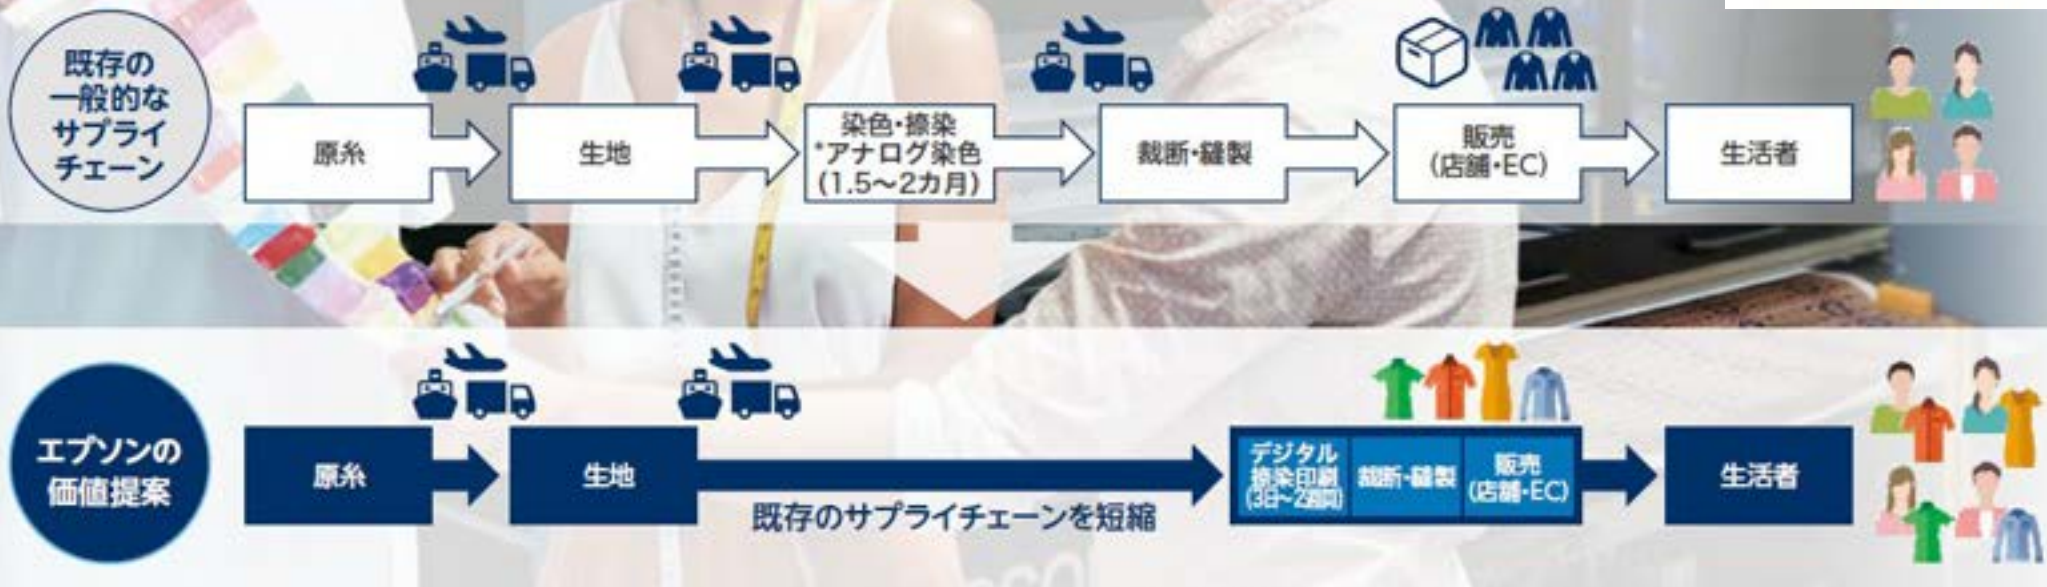 既存の
一般的な
サプライ
チェーン
原糸
生地
染色・捺染
*アナログ染色
(1.5～2カ月)
裁断・縫製
販売
(店舗・EC)
生活者
エプソンの
価値提案
原糸
生地
既存のサプライチェーンを短縮
デジタル
捺染印刷
(3日～2週間)
裁断・縫製
販売
(店舗・EC)
生活者